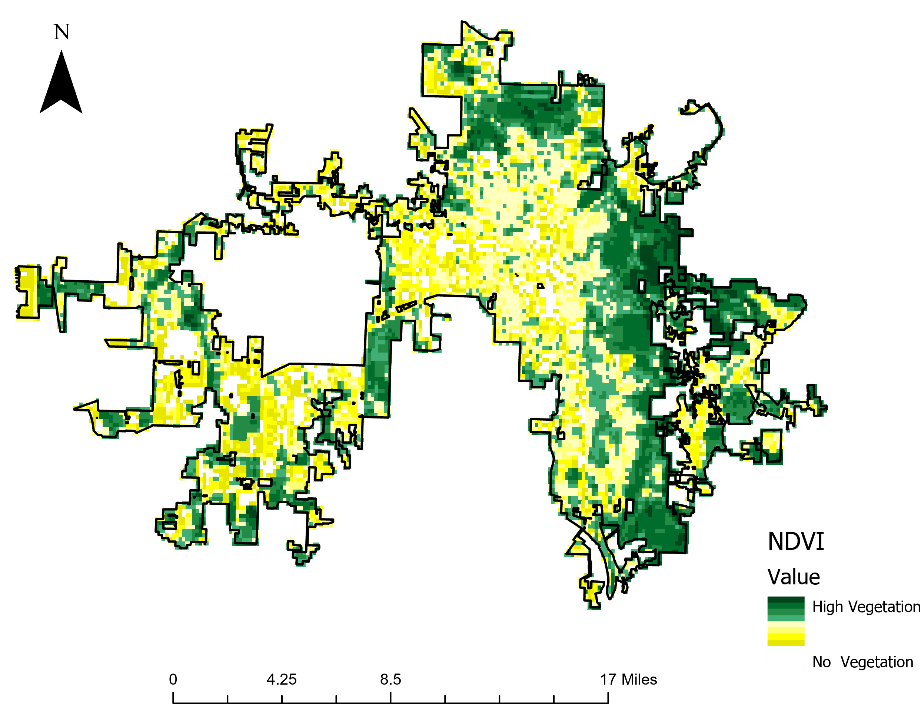 N
NDVI
Value
High Vegetation
No Vegetation
0 4.25 8.5 17 Miles